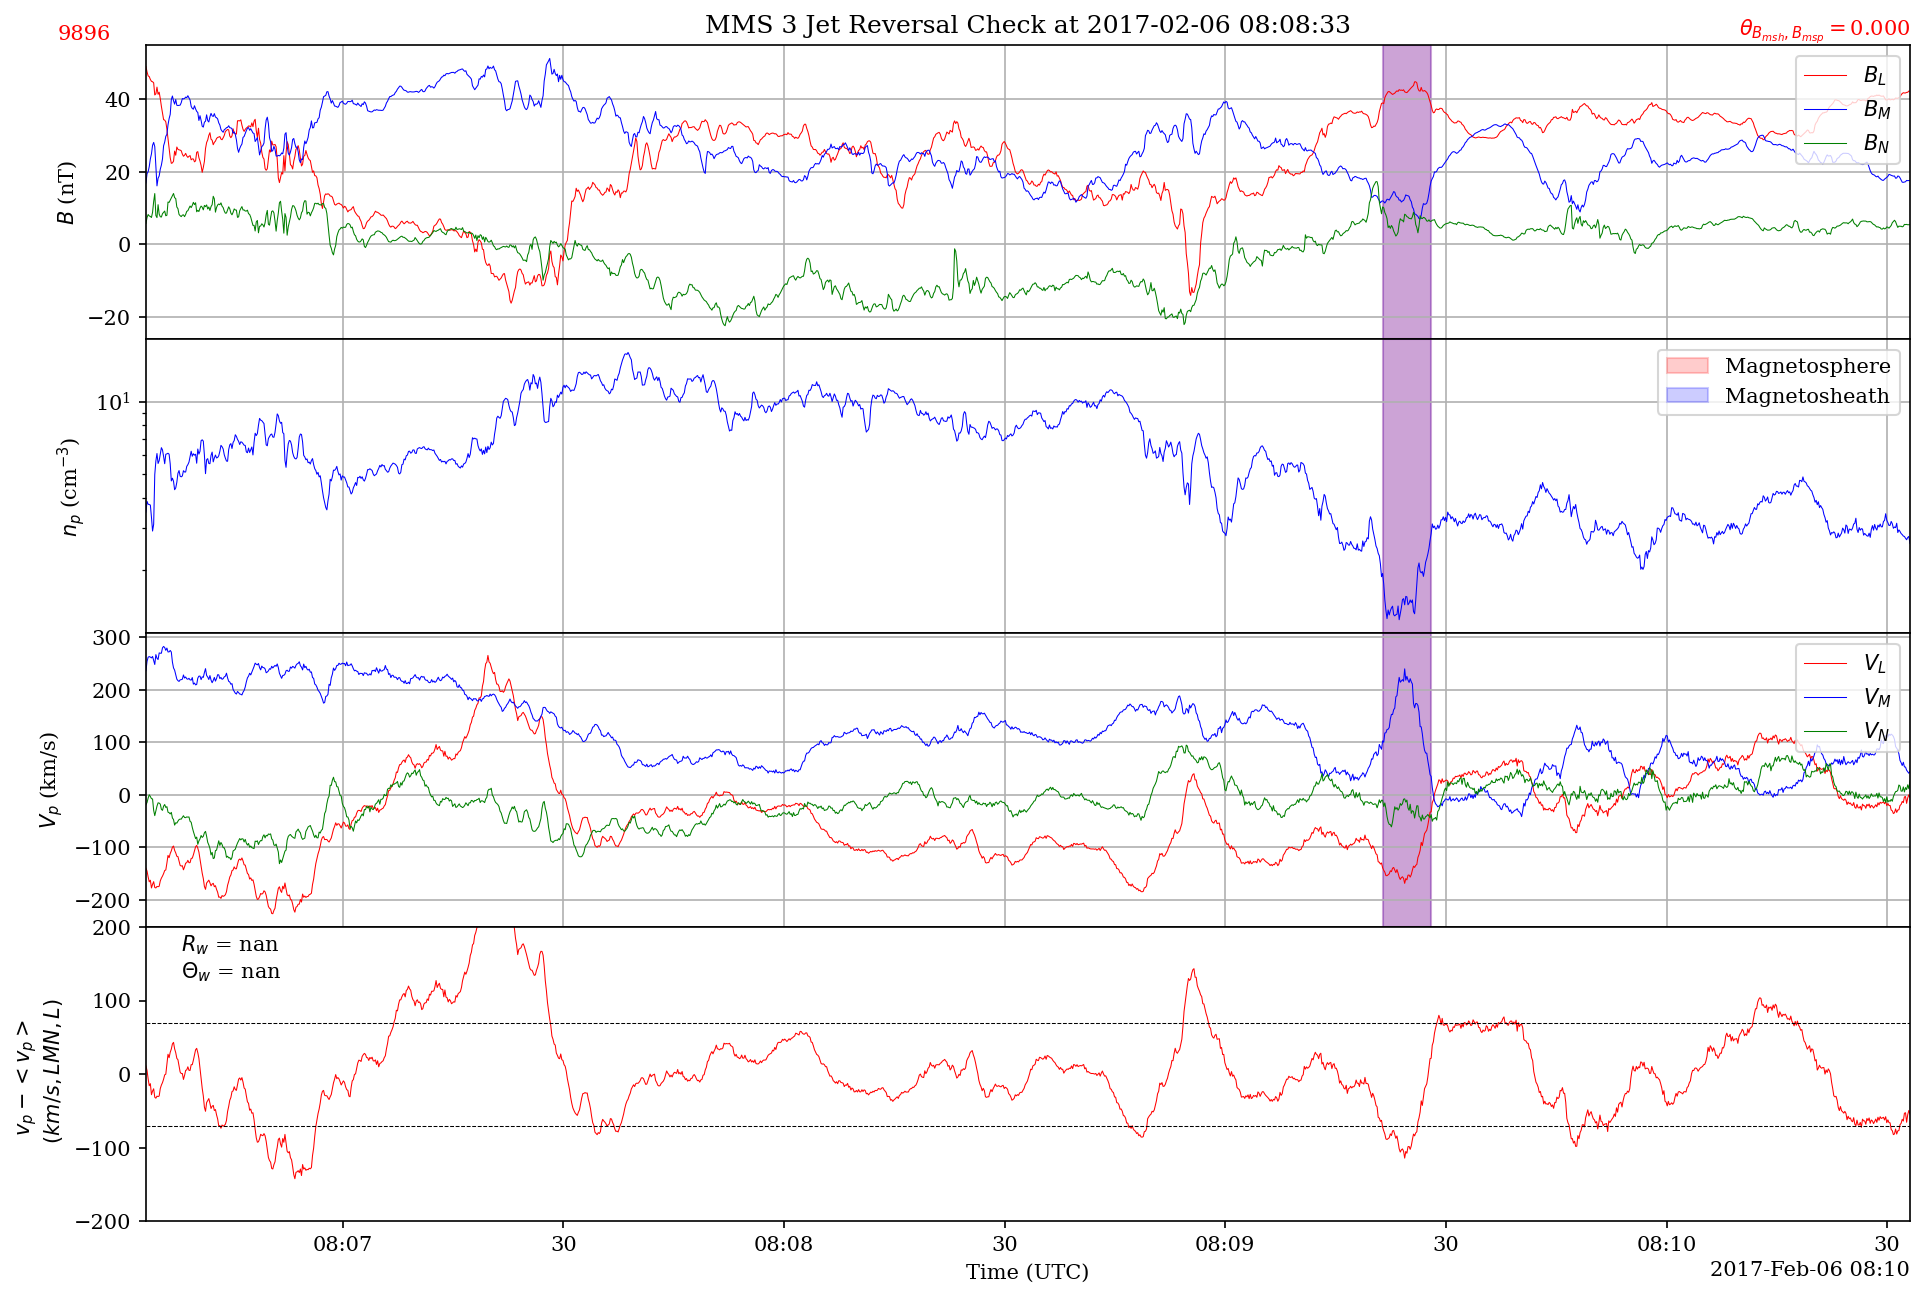 9896
MMS 3 Jet Reversal Check at 2017-02-06 08:08:33
θ_{B_{msh}, B_{msp}} = 0.000
40
20
0
−20
B (nT)
B_L
B_M
B_N
10^1
n_p (cm^{−3})
Magnetosphere
Magnetosheath
300
200
100
0
−100
−200
V_p (km/s)
V_L
V_M
V_N
200
100
0
−100
−200
v_p − < v_p >
(km/s, LMN, L)
R_w = nan
Θ_w = nan
08:07 30 08:08 30 08:09 30 08:10 30
Time (UTC)
2017-Feb-06 08:10